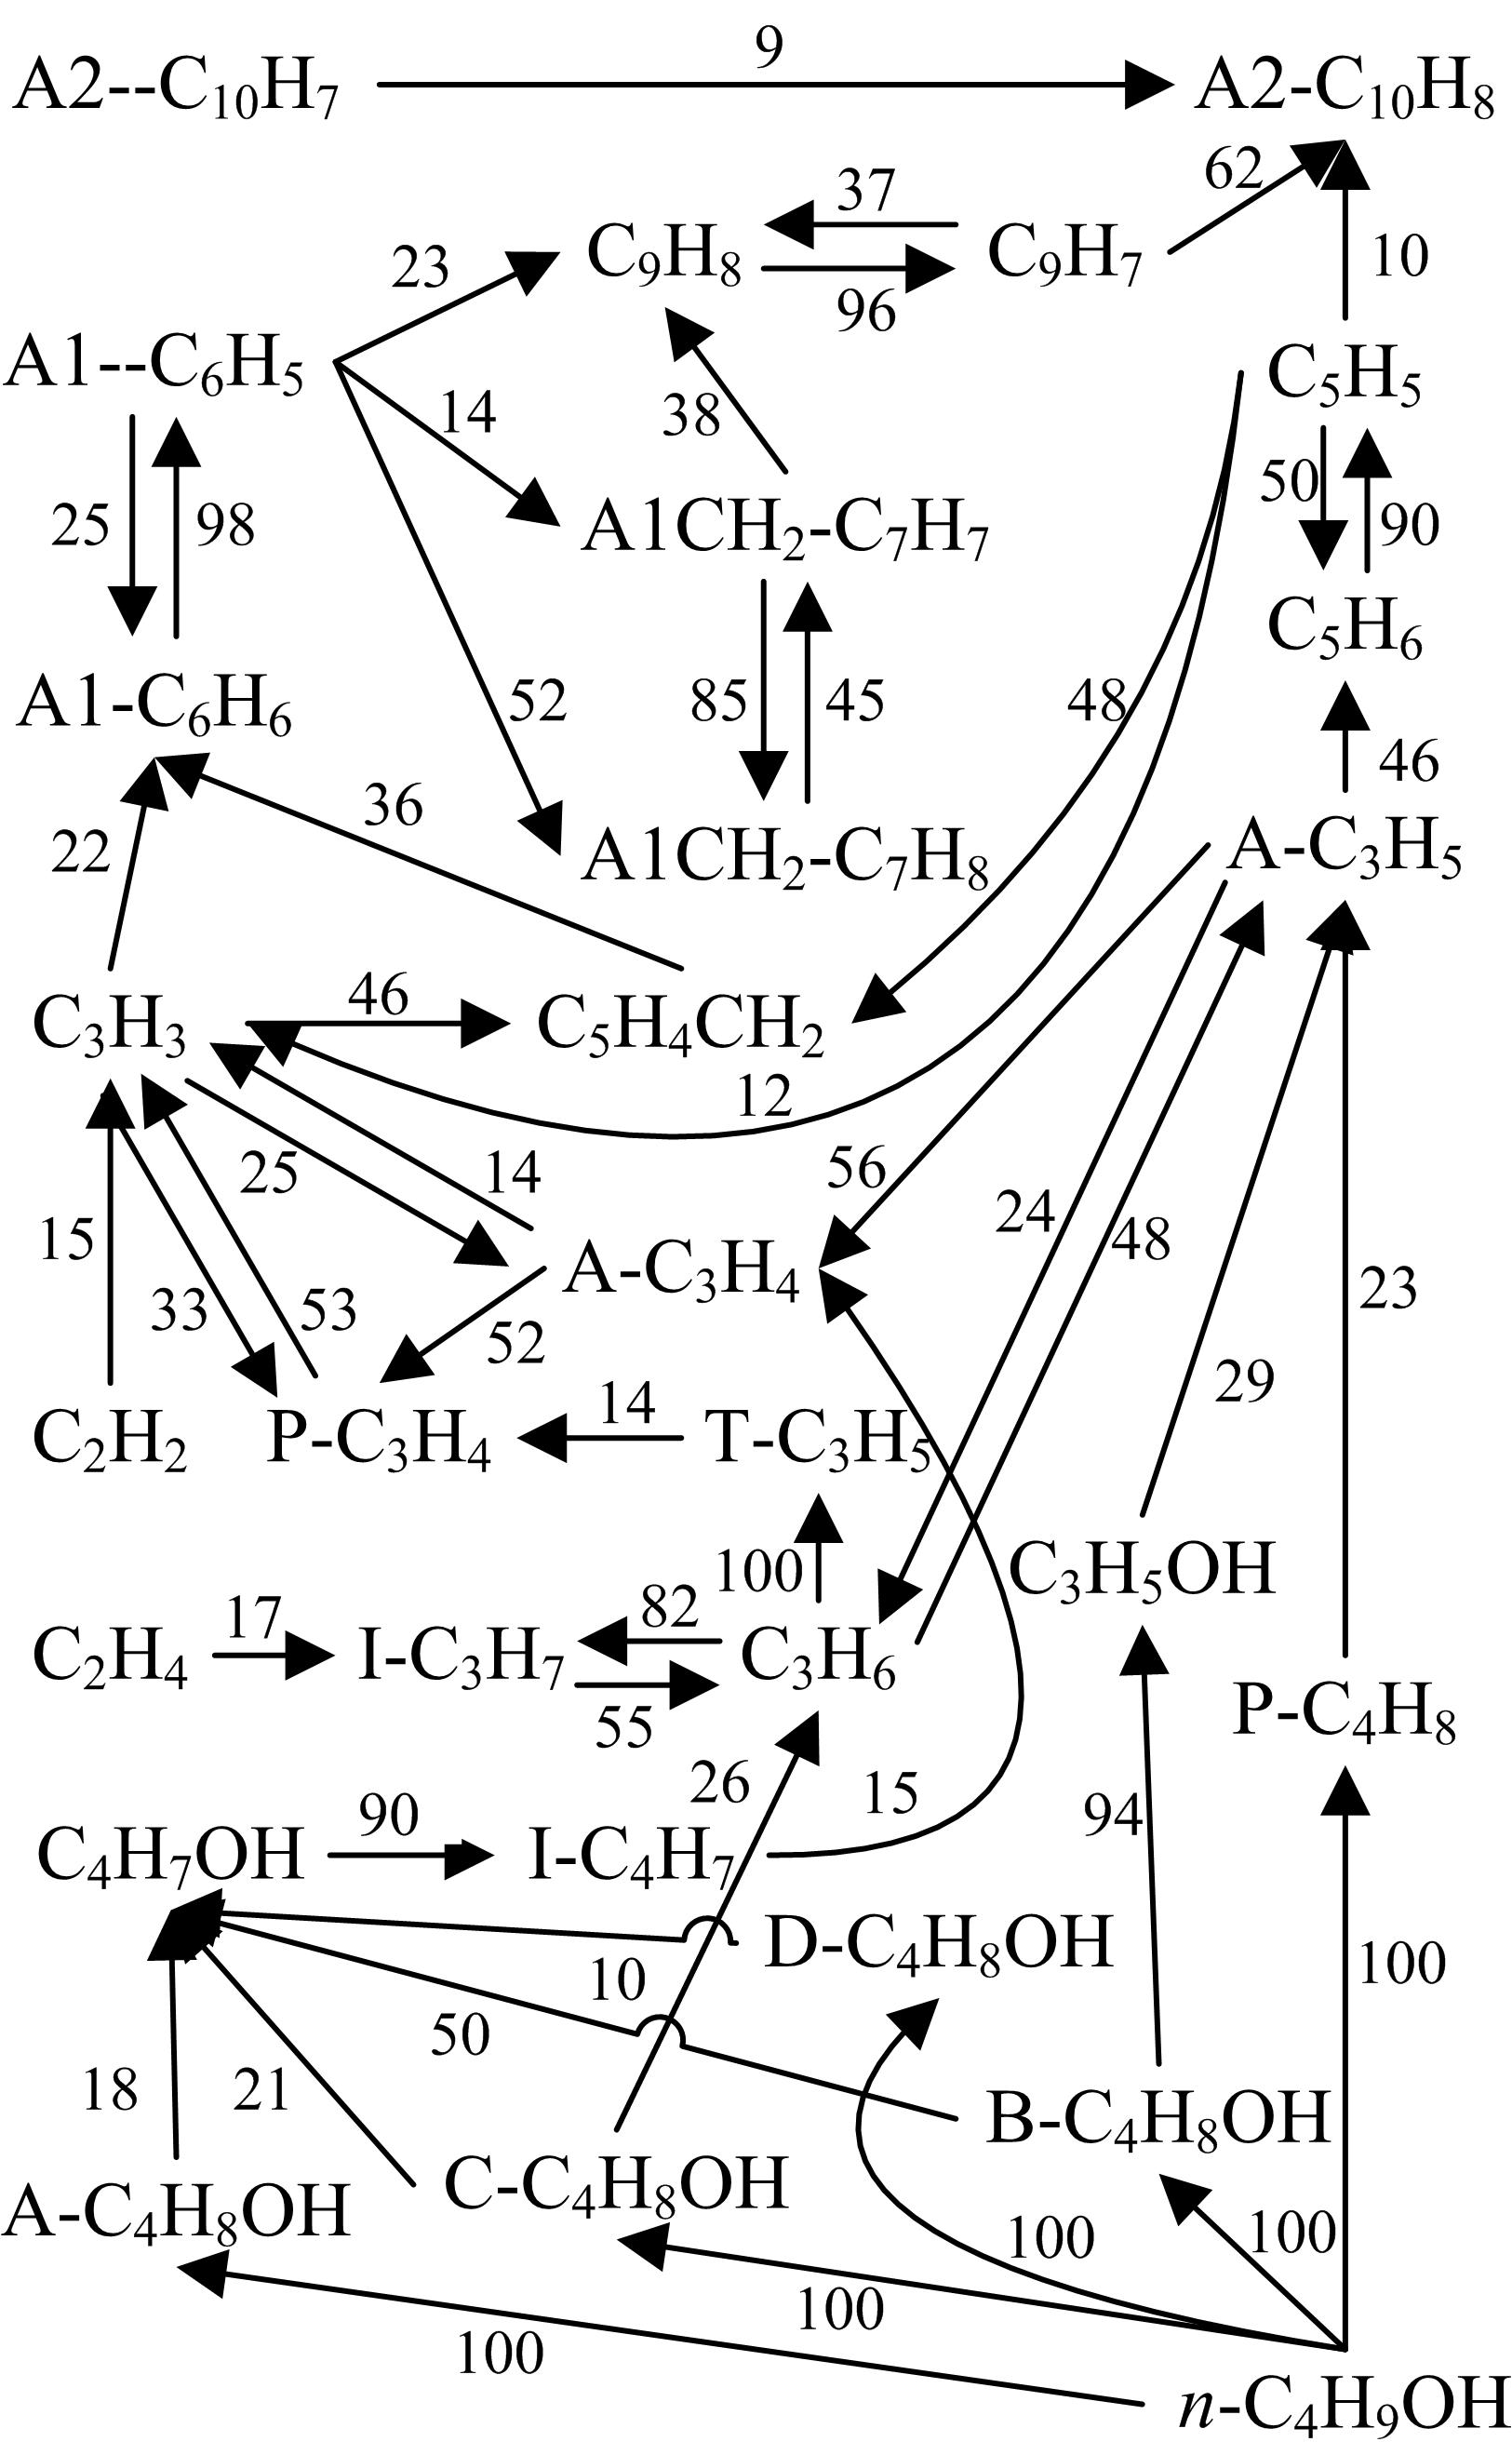 9
A2--C₁₀H₇ A2-C₁₀H₈
37 62
23 C₉H₈ C₉H₇ 10
96
A1--C₆H₅ C₅H₅
14 38
25 98 A1CH₂-C₇H₇ 50 90
C₅H₆
A1-C₆H₆ 52 85 45 48
46
36
22 A1CH₂-C₇H₈ A-C₃H₅
46
C₃H₃ C₅H₄CH₂
12
25 14 56
15 24 48
33 53 A-C₃H₄ 23
52
29
14
C₂H₂ P-C₃H₄ T-C₃H₅
100 C₃H₅OH
17 82
C₂H₄ I-C₃H₇ C₃H₆
55 P-C₄H₈
26 15
90 94
C₄H₇OH I-C₄H₇
D-C₄H₈OH 100
10
50
18 21
B-C₄H₈OH
A-C₄H₈OH C-C₄H₈OH
100 100
100
100
n-C₄H₉OH